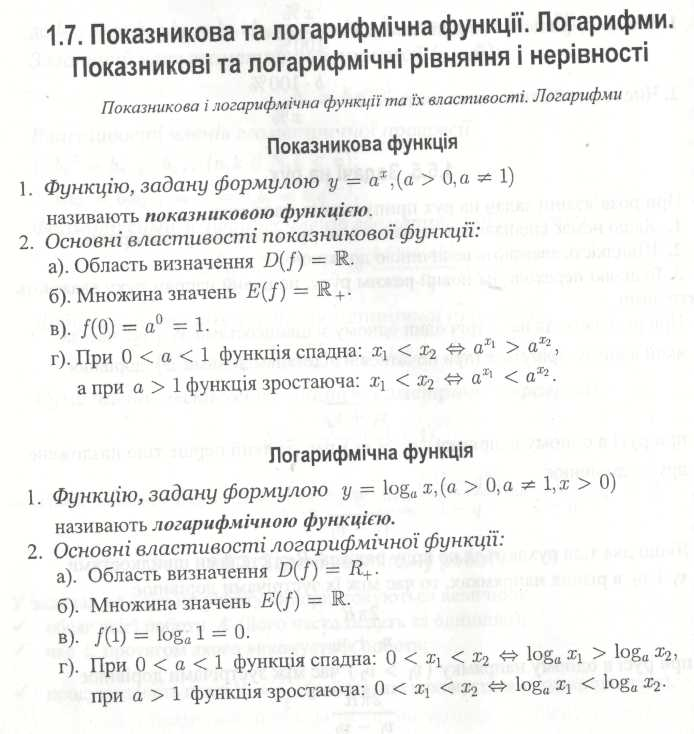 1.7. Показникова та логарифмічна функції. Логарифми.
Показникові та логарифмічні рівняння і нерівності
Показникова і логарифмічна функції та їх властивості. Логарифми
Показникова функція
1. Функцію, задану формулою y = aˣ, (a > 0, a ≠ 1)
називають показниковою функцією.
2. Основні властивості показникової функції:
а). Область визначення D(f) = ℝ.
б). Множина значень E(f) = ℝ₊.
в). f(0) = a⁰ = 1.
г). При 0 < a < 1 функція спадна: x₁ < x₂ ⇔ a^{x₁} > a^{x₂},
а при a > 1 функція зростаюча: x₁ < x₂ ⇔ a^{x₁} < a^{x₂}.
Логарифмічна функція
1. Функцію, задану формулою y = logₐ x, (a > 0, a ≠ 1, x > 0)
називають логарифмічною функцією.
2. Основні властивості логарифмічної функції:
а). Область визначення D(f) = R₊.
б). Множина значень E(f) = ℝ.
в). f(1) = logₐ 1 = 0.
г). При 0 < a < 1 функція спадна: 0 < x₁ < x₂ ⇔ logₐ x₁ > logₐ x₂,
при a > 1 функція зростаюча: 0 < x₁ < x₂ ⇔ logₐ x₁ < logₐ x₂.